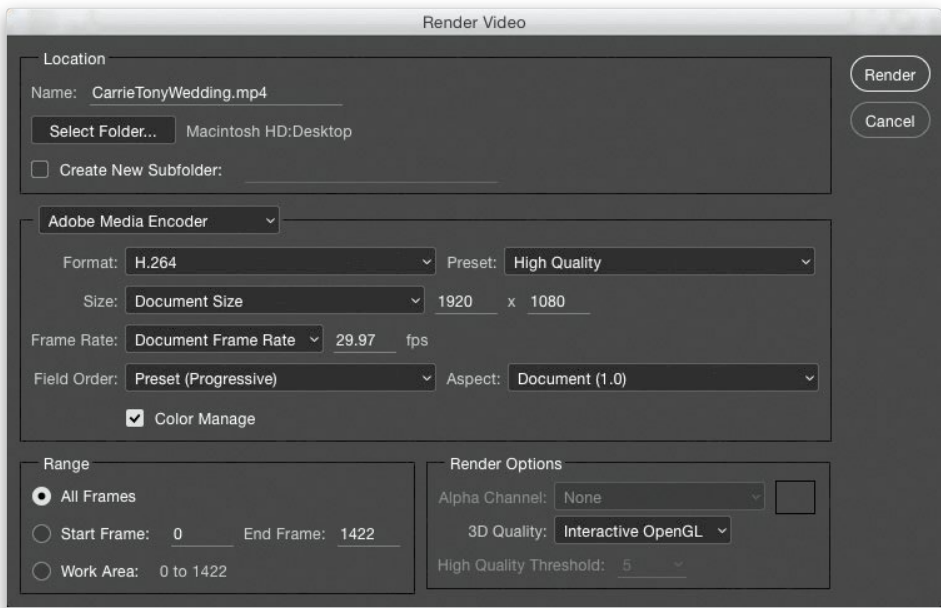 Render Video
Location
Name: CarrieTonyWedding.mp4
Select Folder... Macintosh HD:Desktop
Create New Subfolder:
Render
Cancel
Adobe Media Encoder
Format: H.264 Preset: High Quality
Size: Document Size 1920 x 1080
Frame Rate: Document Frame Rate 29.97 fps
Field Order: Preset (Progressive) Aspect: Document (1.0)
Color Manage
Range
All Frames
Start Frame: 0 End Frame: 1422
Work Area: 0 to 1422
Render Options
Alpha Channel: None
3D Quality: Interactive OpenGL
High Quality Threshold: 5